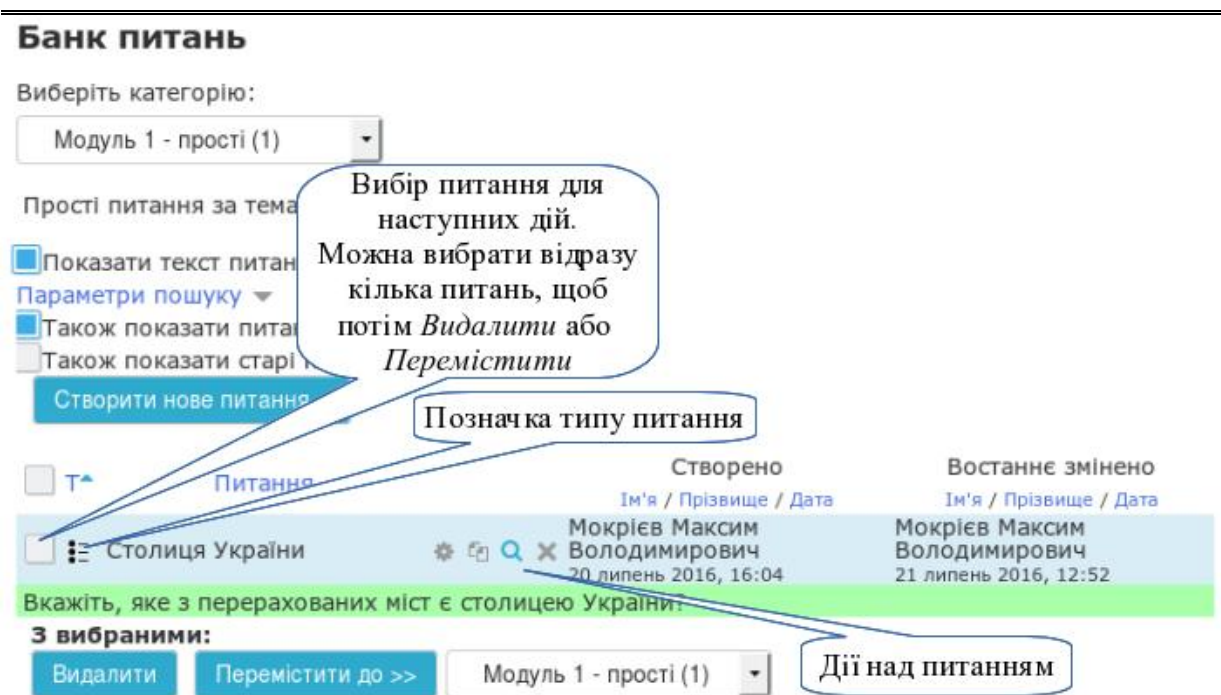 Банк питань
Виберіть категорію:
Модуль 1 - прості (1)
Прості питання за тема
Вибір питання для
наступних дій.
Можна вибрати відразу
кілька питань, щоб
потім Видалити або
Перемістити
Показати текст питан
Параметри пошуку
Також показати пита
Також показати старі
Створити нове питання
Позначка типу питання
Т Питання Створено Востаннє змінено
Ім'я / Прізвище / Дата Ім'я / Прізвище / Дата
Столиця України
Мокрієв Максим Мокрієв Максим
Володимирович Володимирович
20 липень 2016, 16:04 21 липень 2016, 12:52
Вкажіть, яке з перерахованих міст є столицею України?
З вибраними:
Видалити Перемістити до >> Модуль 1 - прості (1)
Дії над питанням